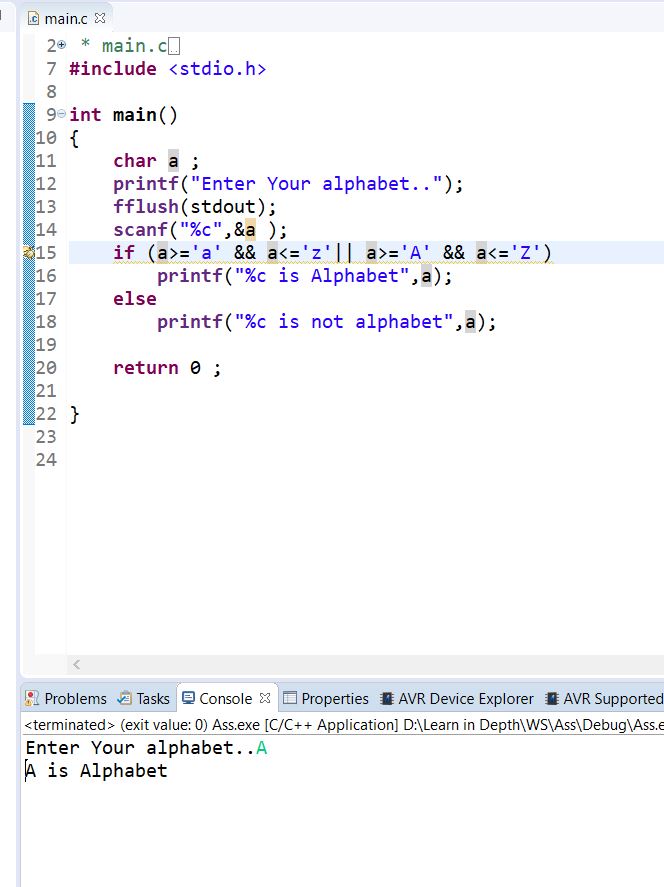 main.c
2 * main.c
7 #include <stdio.h>
8
9 int main()
10 {
11 char a ;
12 printf("Enter Your alphabet..");
13 fflush(stdout);
14 scanf("%c",&a );
15 if (a>='a' && a<='z'|| a>='A' && a<='Z')
16 printf("%c is Alphabet",a);
17 else
18 printf("%c is not alphabet",a);
19
20 return 0 ;
21
22 }
23
24
Problems Tasks Console Properties AVR Device Explorer AVR Supported
<terminated> (exit value: 0) Ass.exe [C/C++ Application] D:\Learn in Depth\WS\Ass\Debug\Ass.e
Enter Your alphabet..A
A is Alphabet